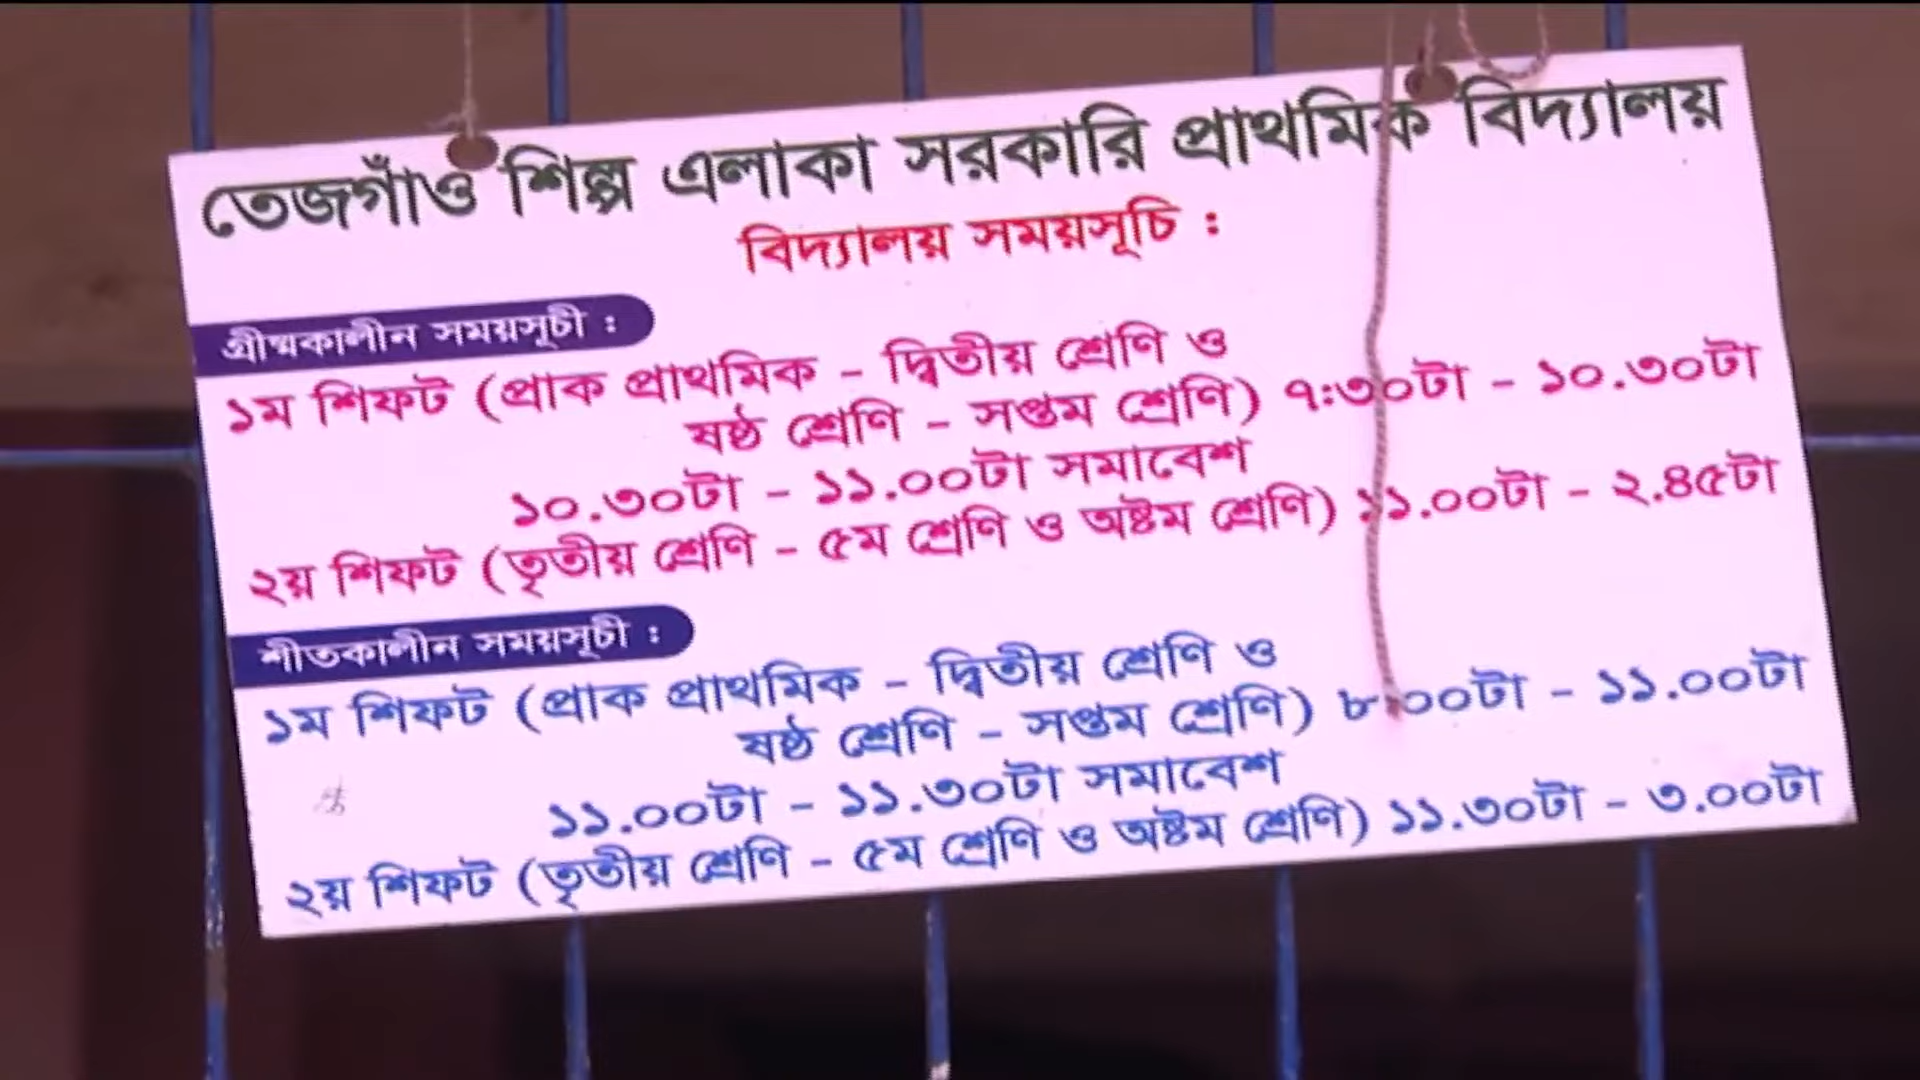 তেজগাঁও শিল্প এলাকা সরকারি প্রাথমিক বিদ্যালয়
বিদ্যালয় সময়সূচি :
গ্রীষ্মকালীন সময়সূচী :
১ম শিফট (প্রাক প্রাথমিক - দ্বিতীয় শ্রেণি ও
ষষ্ঠ শ্রেণি - সপ্তম শ্রেণি) ৭:৩০টা - ১০.৩০টা
১০.৩০টা - ১১.০০টা সমাবেশ
২য় শিফট (তৃতীয় শ্রেণি - ৫ম শ্রেণি ও অষ্টম শ্রেণি) ১১.০০টা - ২.৪৫টা
শীতকালীন সময়সূচী :
১ম শিফট (প্রাক প্রাথমিক - দ্বিতীয় শ্রেণি ও
ষষ্ঠ শ্রেণি - সপ্তম শ্রেণি) ৮:০০টা - ১১.০০টা
১১.০০টা - ১১.৩০টা সমাবেশ
২য় শিফট (তৃতীয় শ্রেণি - ৫ম শ্রেণি ও অষ্টম শ্রেণি) ১১.৩০টা - ৩.০০টা